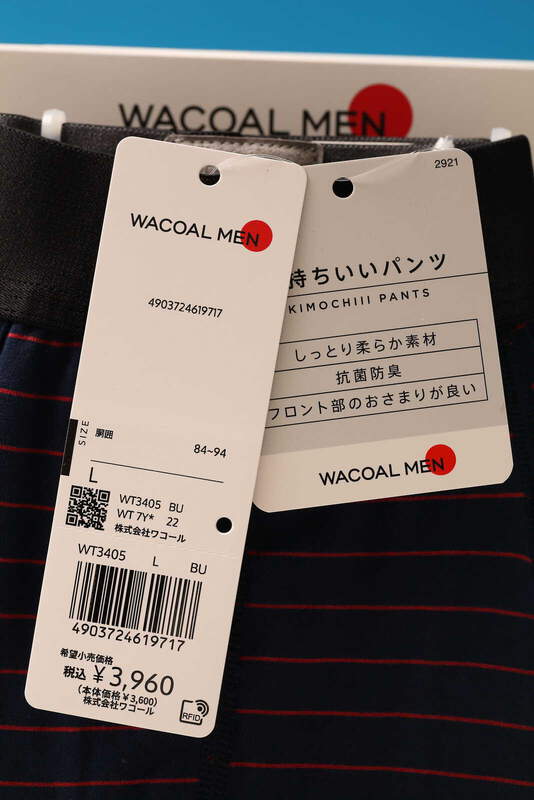 WACOAL MEN
WACOAL MEN
4903724619717
SIZE
胴囲
84~94
L
WT3405 BU
WT 7Y* 22
株式会社ワコール
WT3405 L BU
4903724619717
希望小売価格
税込 ¥3,960
(本体価格¥3,600)
株式会社ワコール
RFID
2921
持ちいいパンツ
KIMOCHIII PANTS
しっとり柔らか素材
抗菌防臭
フロント部のおさまりが良い
WACOAL MEN